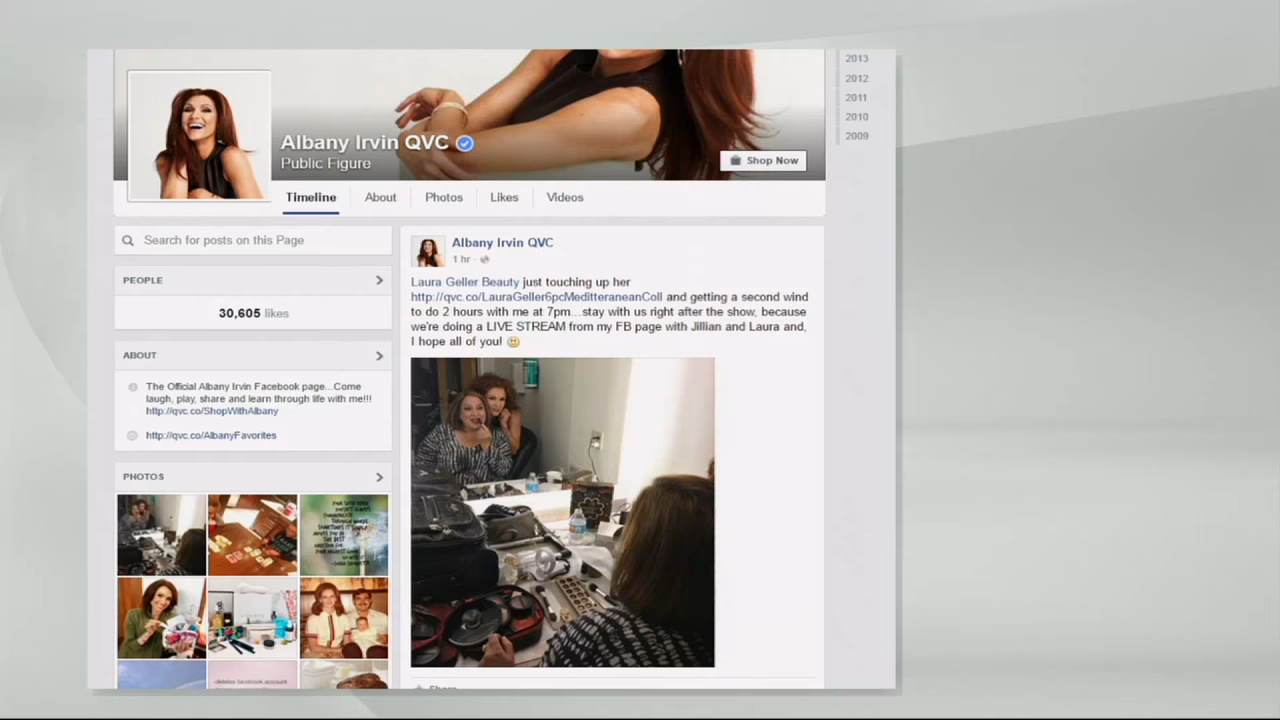 2013
2012
2011
2010
2009
Albany Irvin QVC
Public Figure
Shop Now
Timeline
About
Photos
Likes
Videos
Search for posts on this Page
PEOPLE
30,605 likes
ABOUT
The Official Albany Irvin Facebook page...Come
laugh, play, share and learn through life with me!!!
http://qvc.co/ShopWithAlbany
http://qvc.co/AlbanyFavorites
PHOTOS
Albany Irvin QVC
1 hr ·
Laura Geller Beauty just touching up her
http://qvc.co/LauraGeller6pcMeditteraneanColl and getting a second wind
to do 2 hours with me at 7pm...stay with us right after the show, because
we're doing a LIVE STREAM from my FB page with Jillian and Laura and,
I hope all of you!
Share